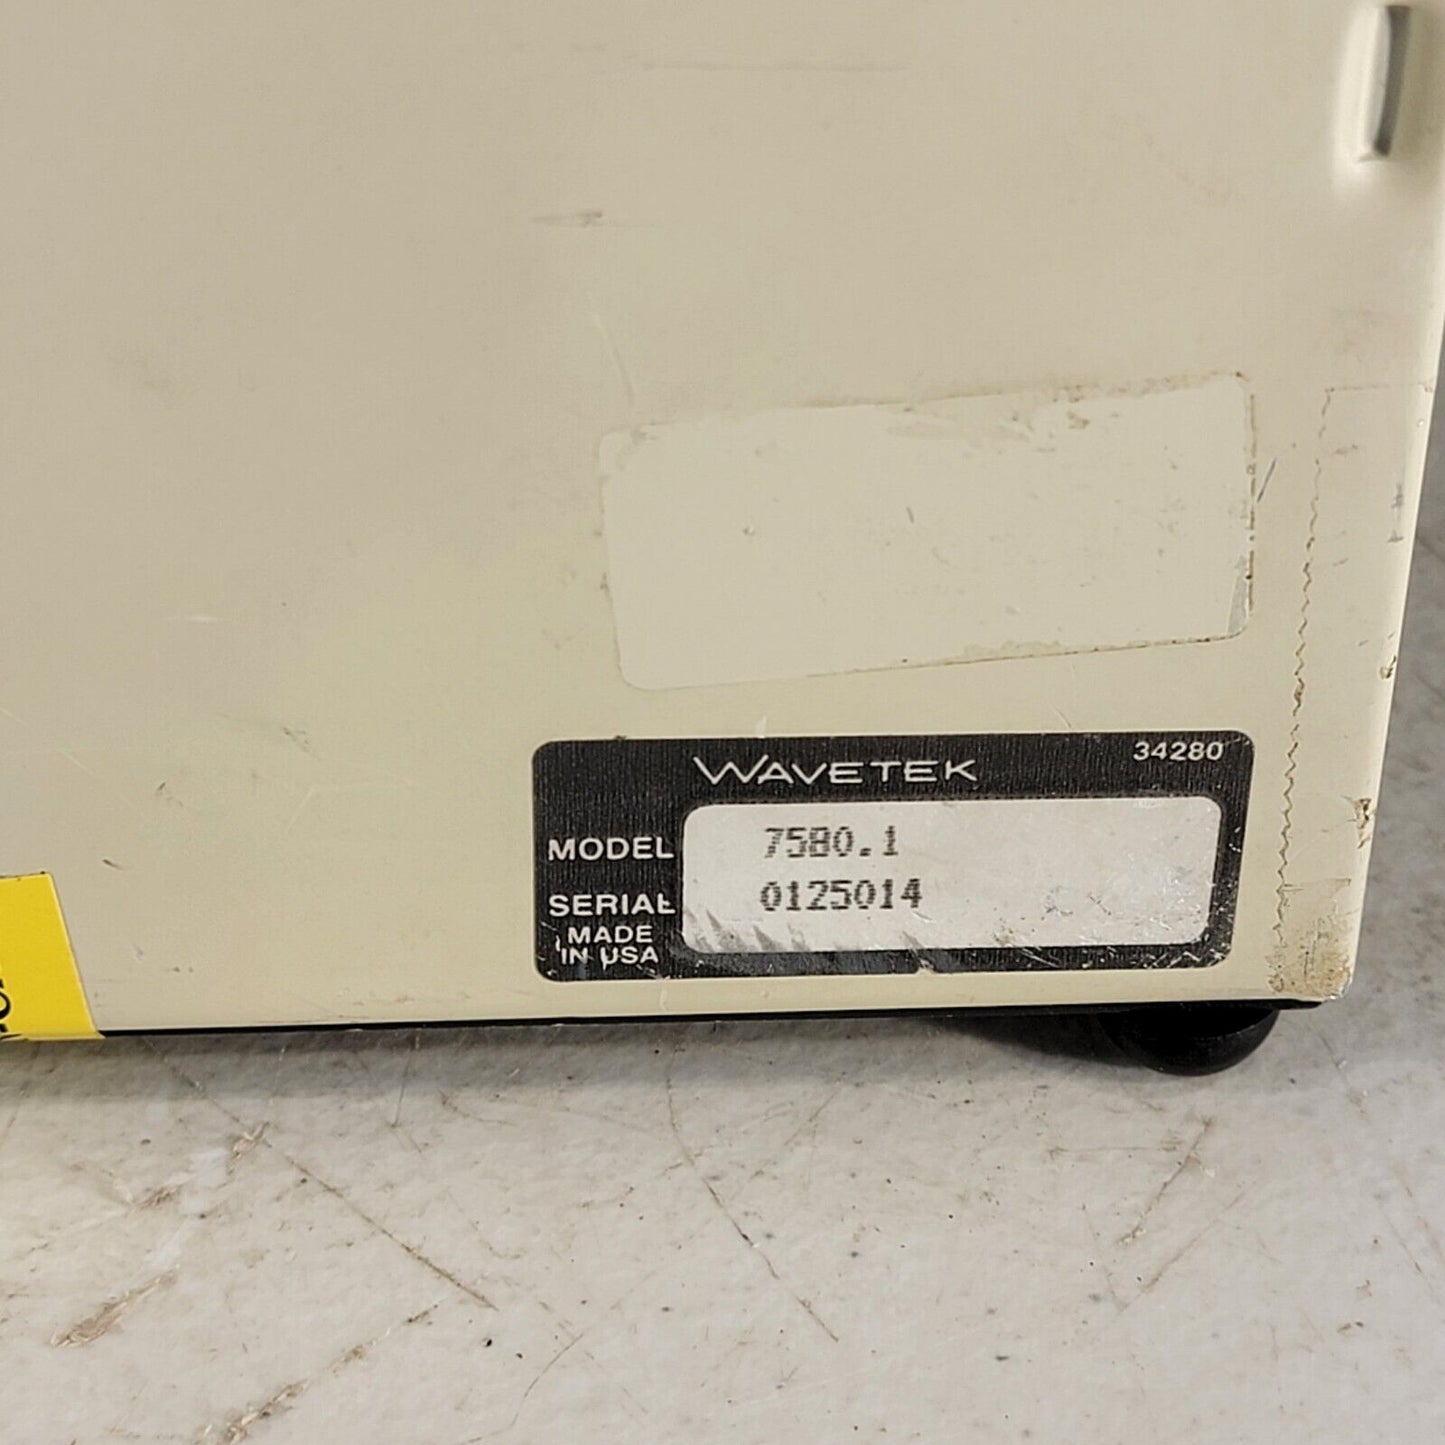 WAVETEK
34280
MODEL 7580.1
SERIAL 0125014
MADE
IN USA